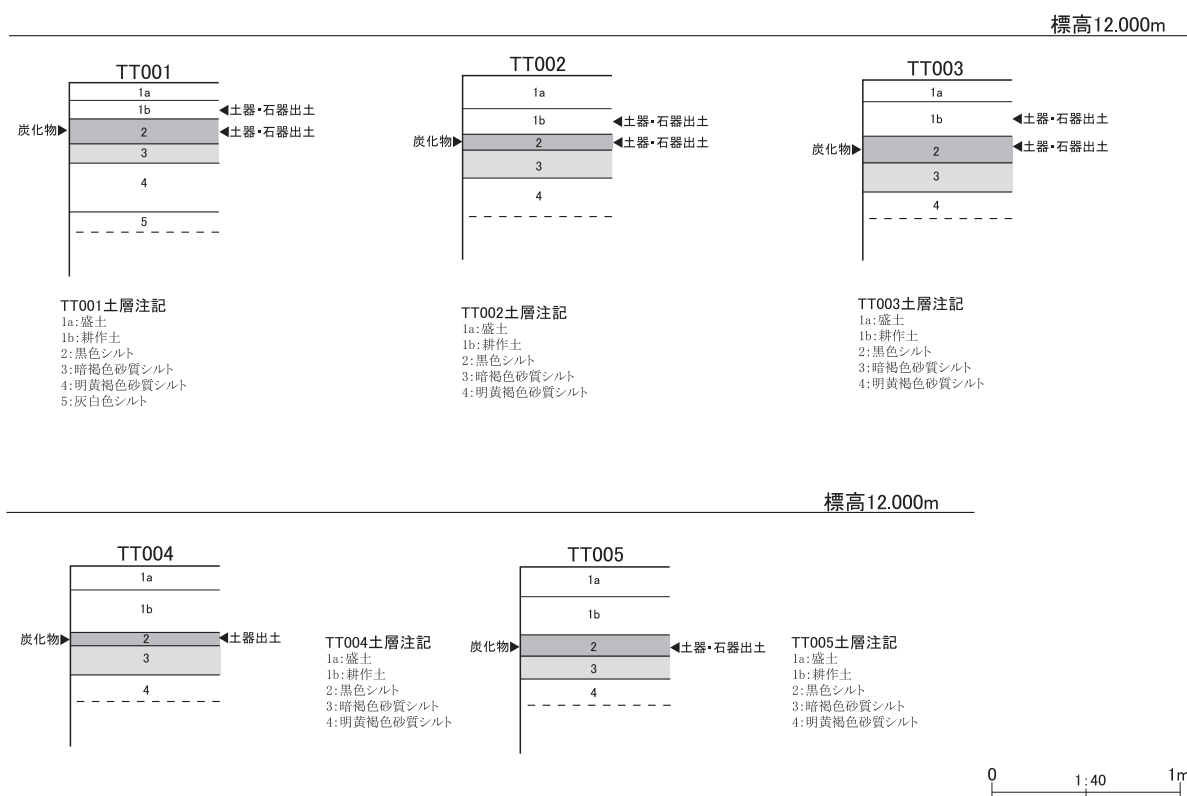 標高12.000m
TT001
1a
1b
◀土器・石器出土
炭化物▶
2
◀土器・石器出土
3
4
5
TT001土層注記
1a:盛土
1b:耕作土
2:黒色シルト
3:暗褐色砂質シルト
4:明黄褐色砂質シルト
5:灰白色シルト
TT002
1a
1b
◀土器・石器出土
炭化物▶
2
◀土器・石器出土
3
4
TT002土層注記
1a:盛土
1b:耕作土
2:黒色シルト
3:暗褐色砂質シルト
4:明黄褐色砂質シルト
TT003
1a
1b
◀土器・石器出土
炭化物▶
2
◀土器・石器出土
3
4
TT003土層注記
1a:盛土
1b:耕作土
2:黒色シルト
3:暗褐色砂質シルト
4:明黄褐色砂質シルト
標高12.000m
TT004
1a
1b
炭化物▶
2
◀土器出土
3
4
TT004土層注記
1a:盛土
1b:耕作土
2:黒色シルト
3:暗褐色砂質シルト
4:明黄褐色砂質シルト
TT005
1a
1b
炭化物▶
2
◀土器・石器出土
3
4
TT005土層注記
1a:盛土
1b:耕作土
2:黒色シルト
3:暗褐色砂質シルト
4:明黄褐色砂質シルト
0
1:40
1m